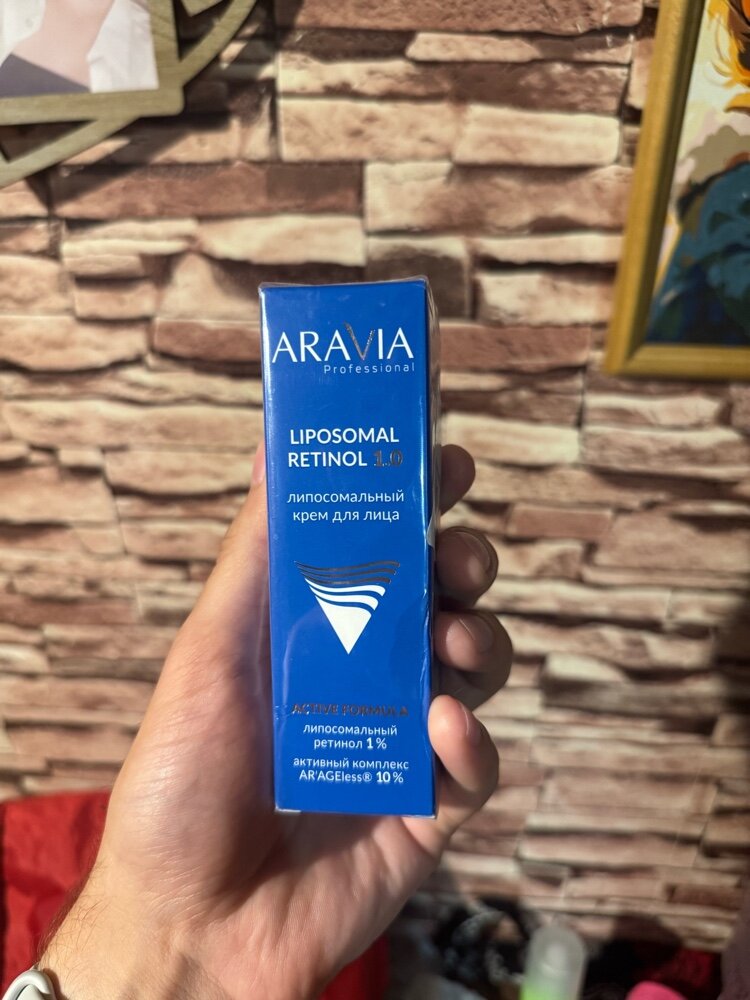 ARAVIA
Professional
LIPOSOMAL
RETINOL 1.0
липосомальный
крем для лица
ACTIVE FORMULA
липосомальный
ретинол 1%
активный комплекс
AR'AGEless® 10%